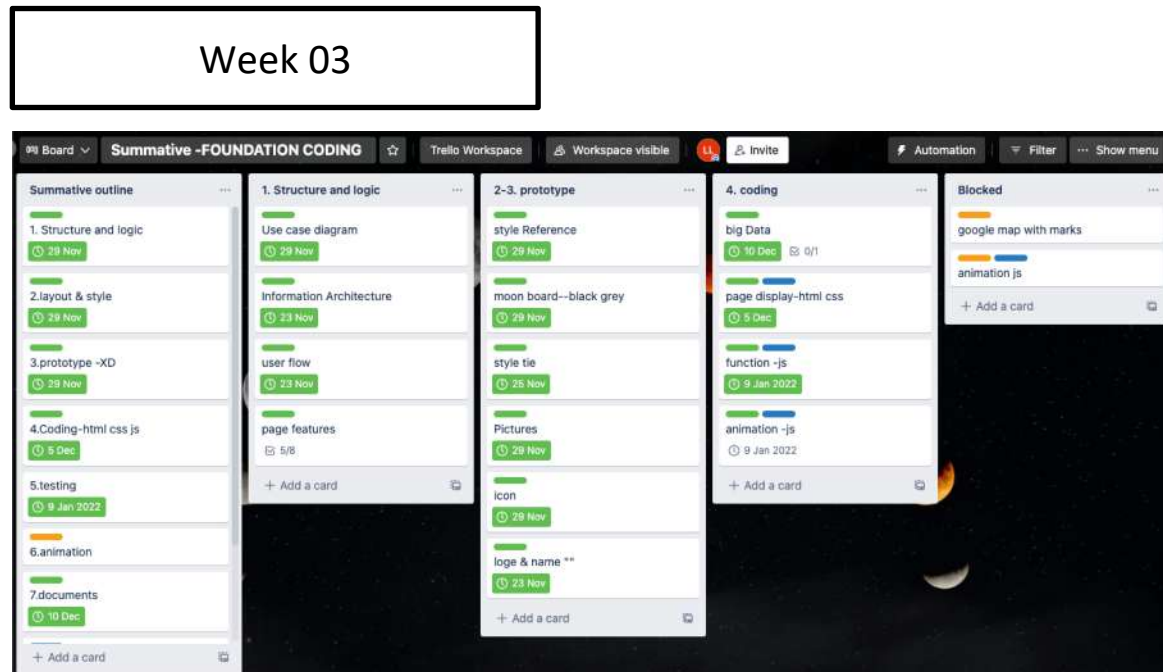 Week 03
Board
Summative -FOUNDATION CODING
Trello Workspace
Workspace visible
LL
Invite
Automation
Filter
... Show menu
Summative outline
1. Structure and logic
29 Nov
2.layout & style
29 Nov
3.prototype -XD
29 Nov
4.Coding-html css js
5 Dec
5.testing
9 Jan 2022
6.animation
7.documents
10 Dec
+ Add a card
1. Structure and logic
Use case diagram
29 Nov
Information Architecture
23 Nov
user flow
23 Nov
page features
5/8
+ Add a card
2-3. prototype
style Reference
29 Nov
moon board--black grey
29 Nov
style tie
25 Nov
Pictures
29 Nov
icon
29 Nov
loge & name ""
23 Nov
+ Add a card
4. coding
big Data
10 Dec 0/1
page display-html css
5 Dec
function -js
9 Jan 2022
animation -js
9 Jan 2022
+ Add a card
Blocked
google map with marks
animation js
+ Add a card